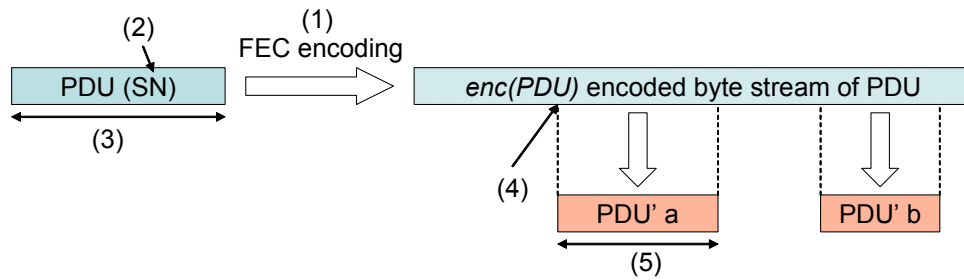 (1)
(2)
FEC encoding
PDU (SN)
enc(PDU) encoded byte stream of PDU
(3)
(4)
PDU' a
PDU' b
(5)